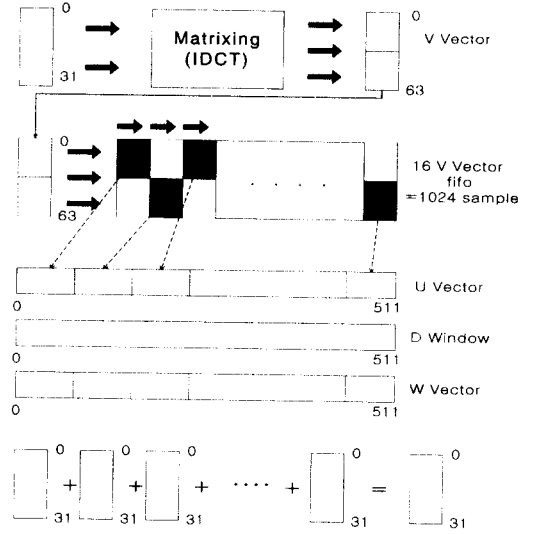 0
31
Matrixing
(IDCT)
0
63
V Vector
0
63
. . . .
16 V Vector
fifo
=1024 sample
0
511
U Vector
0
511
D Window
0
511
W Vector
0
31
+
0
31
+
0
31
+
....
+
0
31
=
0
31